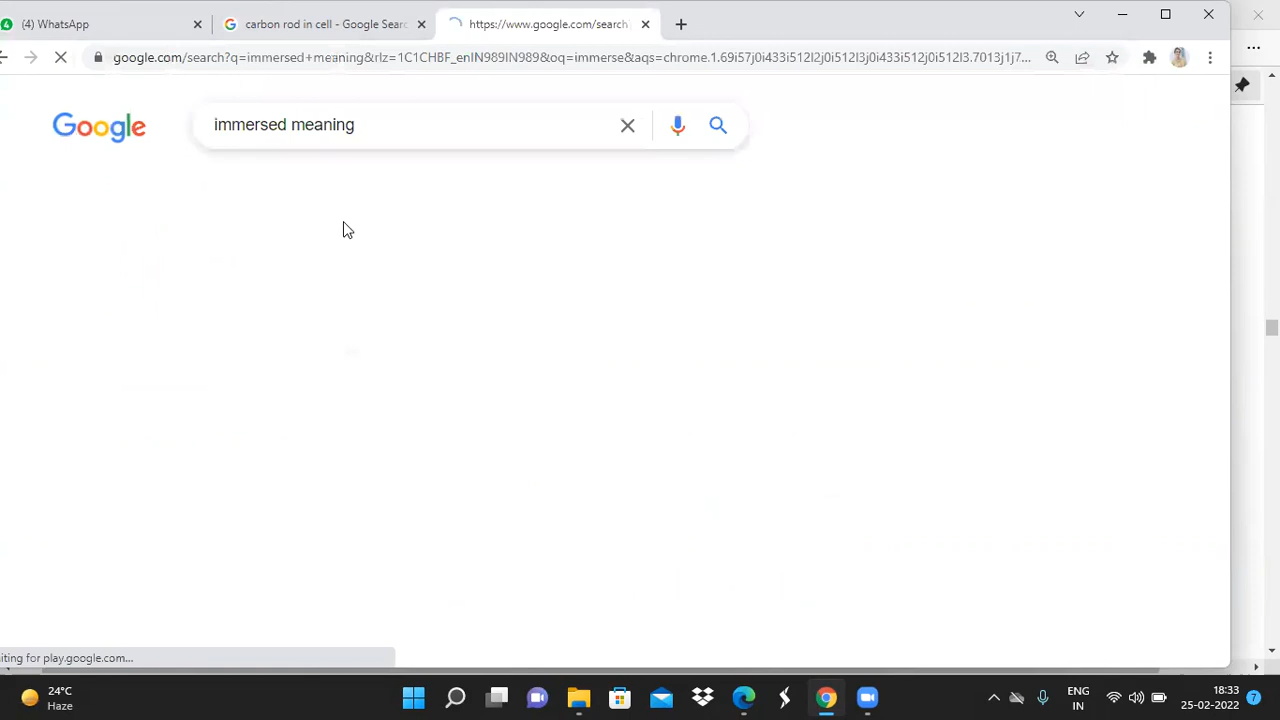 (4) WhatsApp
carbon rod in cell - Google Searc
https://www.google.com/search?
google.com/search?q=immersed+meaning&rlz=1C1CHBF_enIN989IN989&oq=immerse&aqs=chrome.1.69i57j0i433i512l2j0i512l3j0i433i512j0i512l3.7013j1j7...
Google
immersed meaning
iting for play.google.com...
24°C
Haze
ENG
IN
18:33
25-02-2022
7